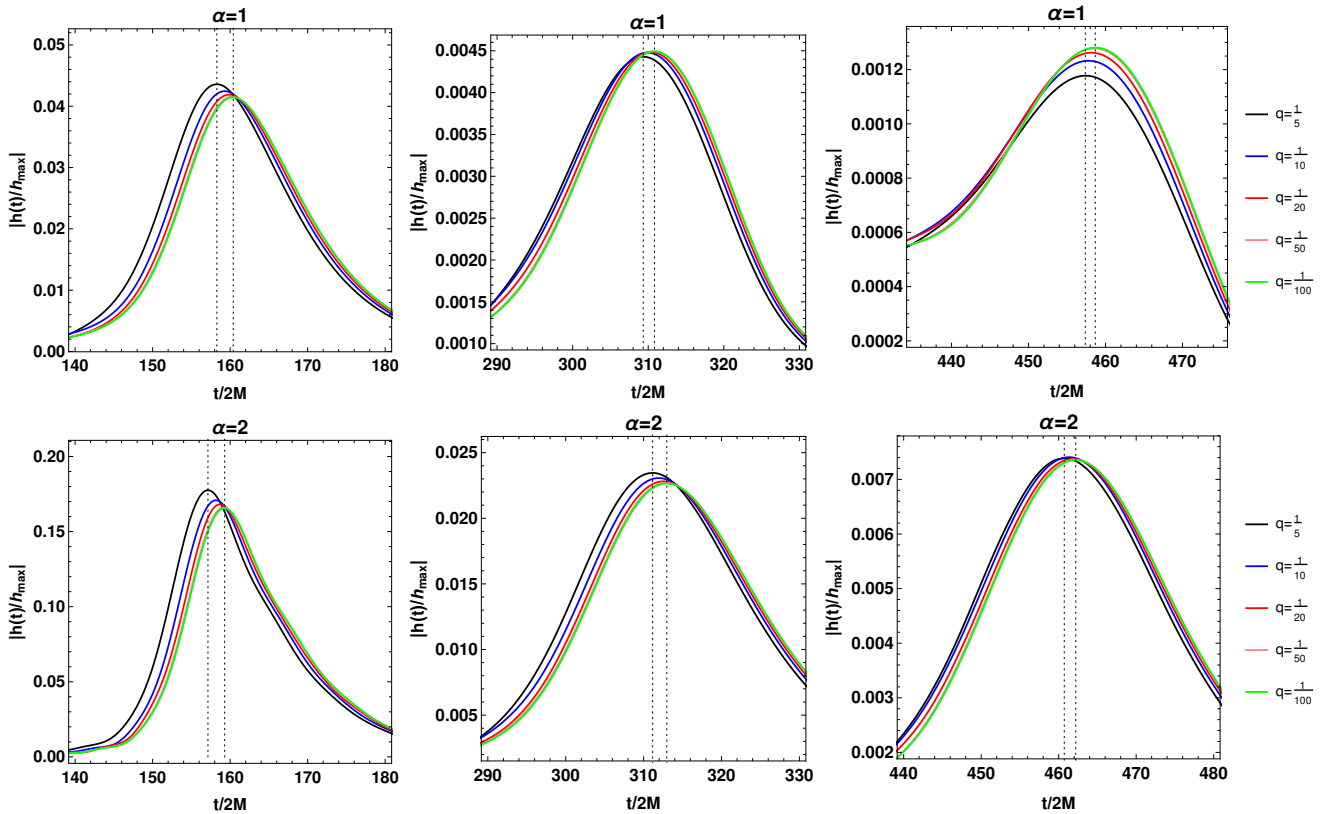 α=1
|h(t)/h_max|
0.05
0.04
0.03
0.02
0.01
0.00
140 150 160 170 180
t/2M
α=1
|h(t)/h_max|
0.0045
0.0040
0.0035
0.0030
0.0025
0.0020
0.0015
0.0010
290 300 310 320 330
t/2M
α=1
|h(t)/h_max|
0.0012
0.0010
0.0008
0.0006
0.0004
0.0002
440 450 460 470
t/2M
q=1/5
q=1/10
q=1/20
q=1/50
q=1/100
α=2
|h(t)/h_max|
0.20
0.15
0.10
0.05
0.00
140 150 160 170 180
t/2M
α=2
|h(t)/h_max|
0.025
0.020
0.015
0.010
0.005
290 300 310 320 330
t/2M
α=2
|h(t)/h_max|
0.007
0.006
0.005
0.004
0.003
0.002
440 450 460 470 480
t/2M
q=1/5
q=1/10
q=1/20
q=1/50
q=1/100